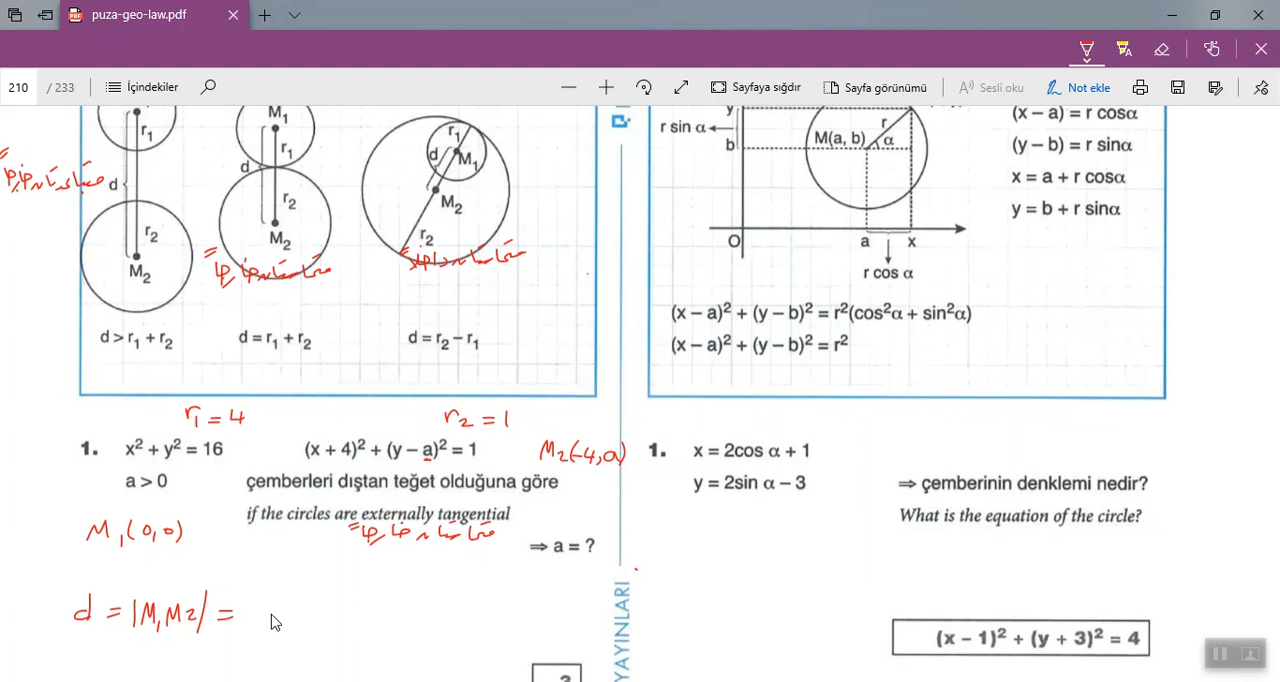 puza-geo-law.pdf
210 / 233
İçindekiler
Sayfaya sığdır
Sayfa görünümü
Sesli oku
Not ekle
r₁
d
r₂
M₂
M₁
r₁
d
r₂
M₂
r₁
d
M₁
M₂
r₂
متماستان
d > r₁ + r₂
d = r₁ + r₂
d = r₂ – r₁
r₁ = 4
r₂ = 1
1. x² + y² = 16
(x + 4)² + (y – a)² = 1
M₂(-4, a)
a > 0
çemberleri dıştan teğet olduğuna göre
if the circles are externally tangential
M₁(0,0)
⇒ a = ?
d = |M₁M₂| =
3
y
r sin α
b
r
M(a, b)
α
O
a
x
r cos α
(x – a) = r cosα
(y – b) = r sinα
x = a + r cosα
y = b + r sinα
(x – a)² + (y – b)² = r²(cos²α + sin²α)
(x – a)² + (y – b)² = r²
1. x = 2cos α + 1
y = 2sin α – 3
⇒ çemberinin denklemi nedir?
What is the equation of the circle?
(x – 1)² + (y + 3)² = 4
YAYINLARI